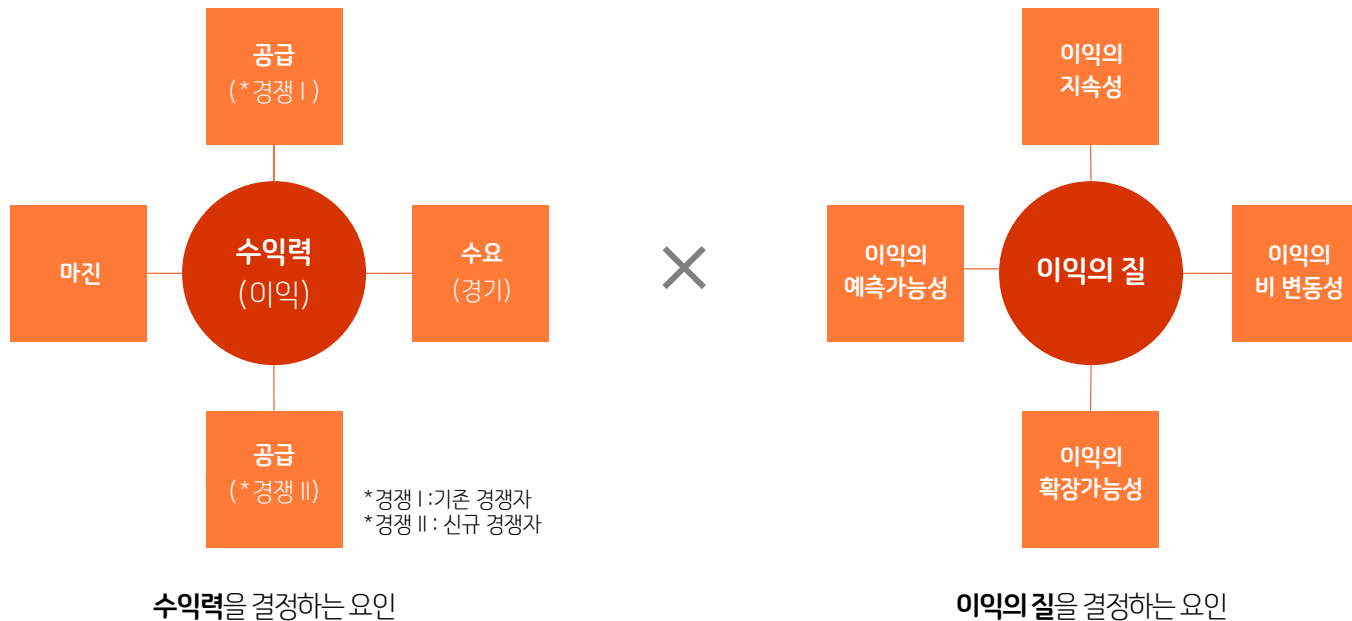 공급
(*경쟁 I)
마진
수익력
(이익)
수요
(경기)
공급
(*경쟁 II)
*경쟁 I :기존 경쟁자
*경쟁 II : 신규 경쟁자
수익력을 결정하는 요인
×
이익의
지속성
이익의
예측가능성
이익의 질
이익의
비 변동성
이익의
확장가능성
이익의 질을 결정하는 요인